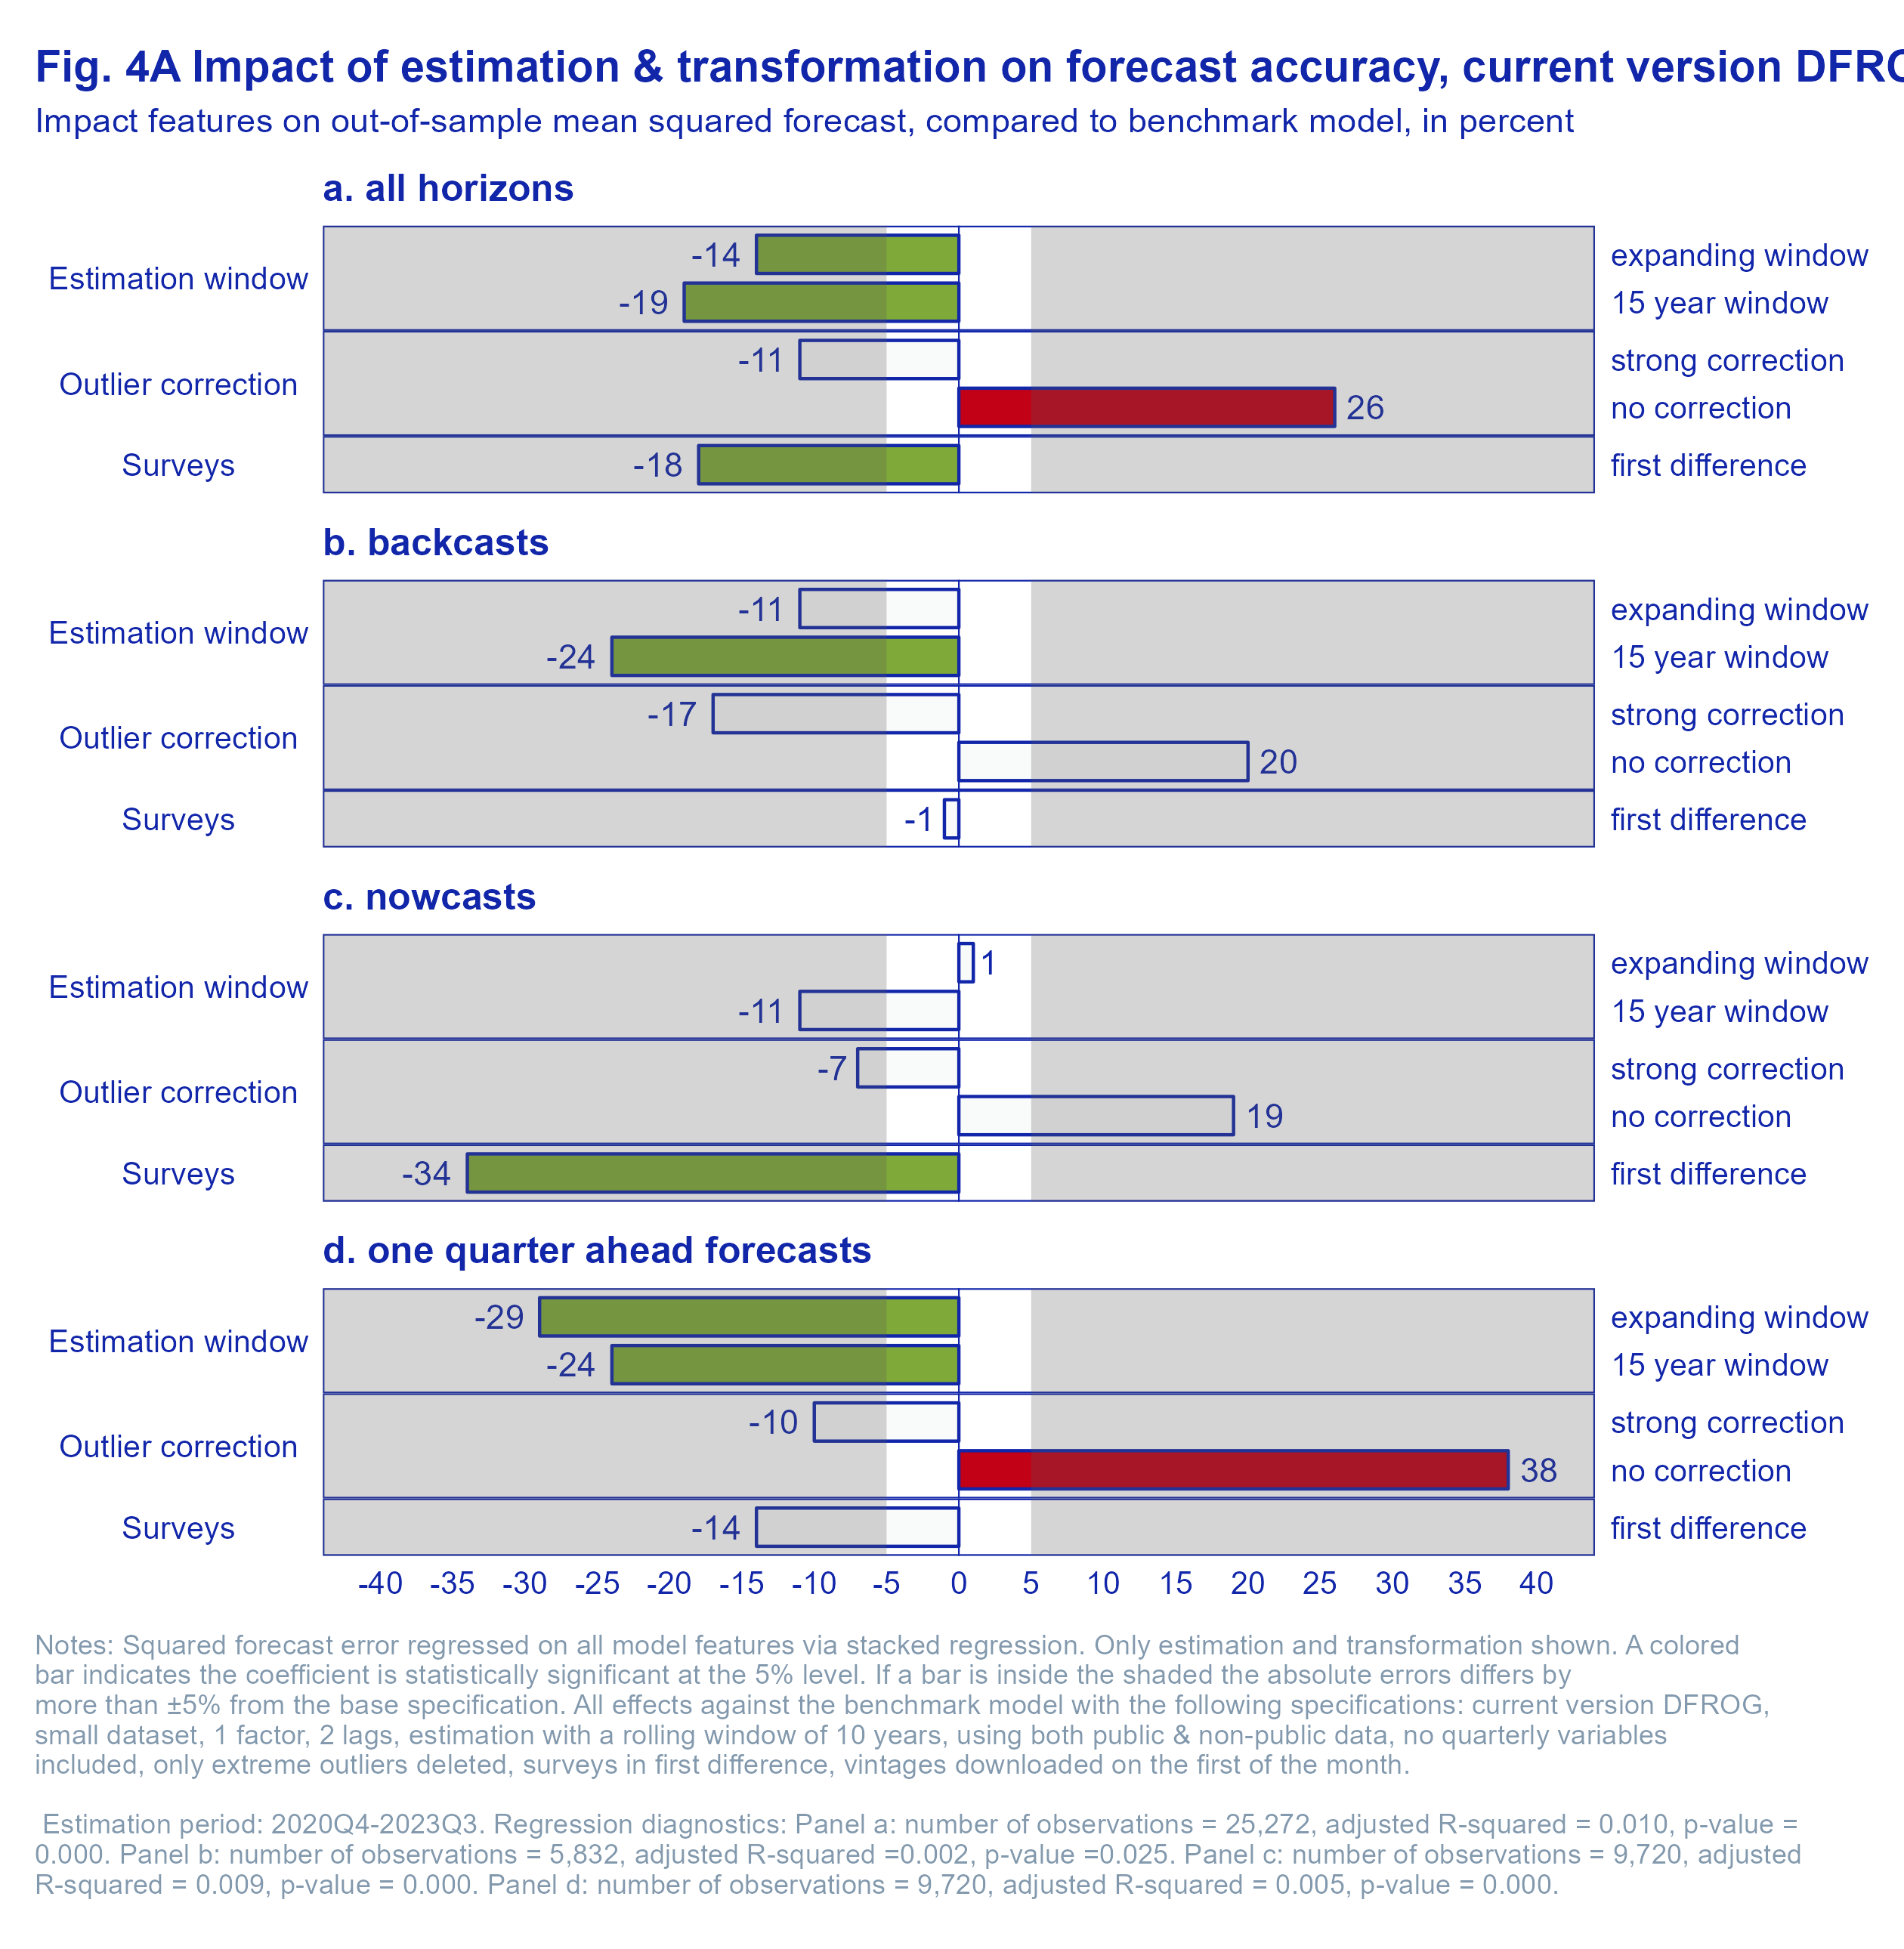 Fig. 4A Impact of estimation & transformation on forecast accuracy, current version DFRO
Impact features on out-of-sample mean squared forecast, compared to benchmark model, in percent
a. all horizons
Estimation window
-14
expanding window
-19
15 year window
Outlier correction
-11
strong correction
26
no correction
Surveys
-18
first difference
b. backcasts
Estimation window
-11
expanding window
-24
15 year window
Outlier correction
-17
strong correction
20
no correction
Surveys
-1
first difference
c. nowcasts
Estimation window
1
expanding window
-11
15 year window
Outlier correction
-7
strong correction
19
no correction
Surveys
-34
first difference
d. one quarter ahead forecasts
Estimation window
-29
expanding window
-24
15 year window
Outlier correction
-10
strong correction
38
no correction
Surveys
-14
first difference
-40 -35 -30 -25 -20 -15 -10 -5 0 5 10 15 20 25 30 35 40
Notes: Squared forecast error regressed on all model features via stacked regression. Only estimation and transformation shown. A colored
bar indicates the coefficient is statistically significant at the 5% level. If a bar is inside the shaded the absolute errors differs by
more than ±5% from the base specification. All effects against the benchmark model with the following specifications: current version DFROG,
small dataset, 1 factor, 2 lags, estimation with a rolling window of 10 years, using both public & non-public data, no quarterly variables
included, only extreme outliers deleted, surveys in first difference, vintages downloaded on the first of the month.
Estimation period: 2020Q4-2023Q3. Regression diagnostics: Panel a: number of observations = 25,272, adjusted R-squared = 0.010, p-value =
0.000. Panel b: number of observations = 5,832, adjusted R-squared =0.002, p-value =0.025. Panel c: number of observations = 9,720, adjusted
R-squared = 0.009, p-value = 0.000. Panel d: number of observations = 9,720, adjusted R-squared = 0.005, p-value = 0.000.